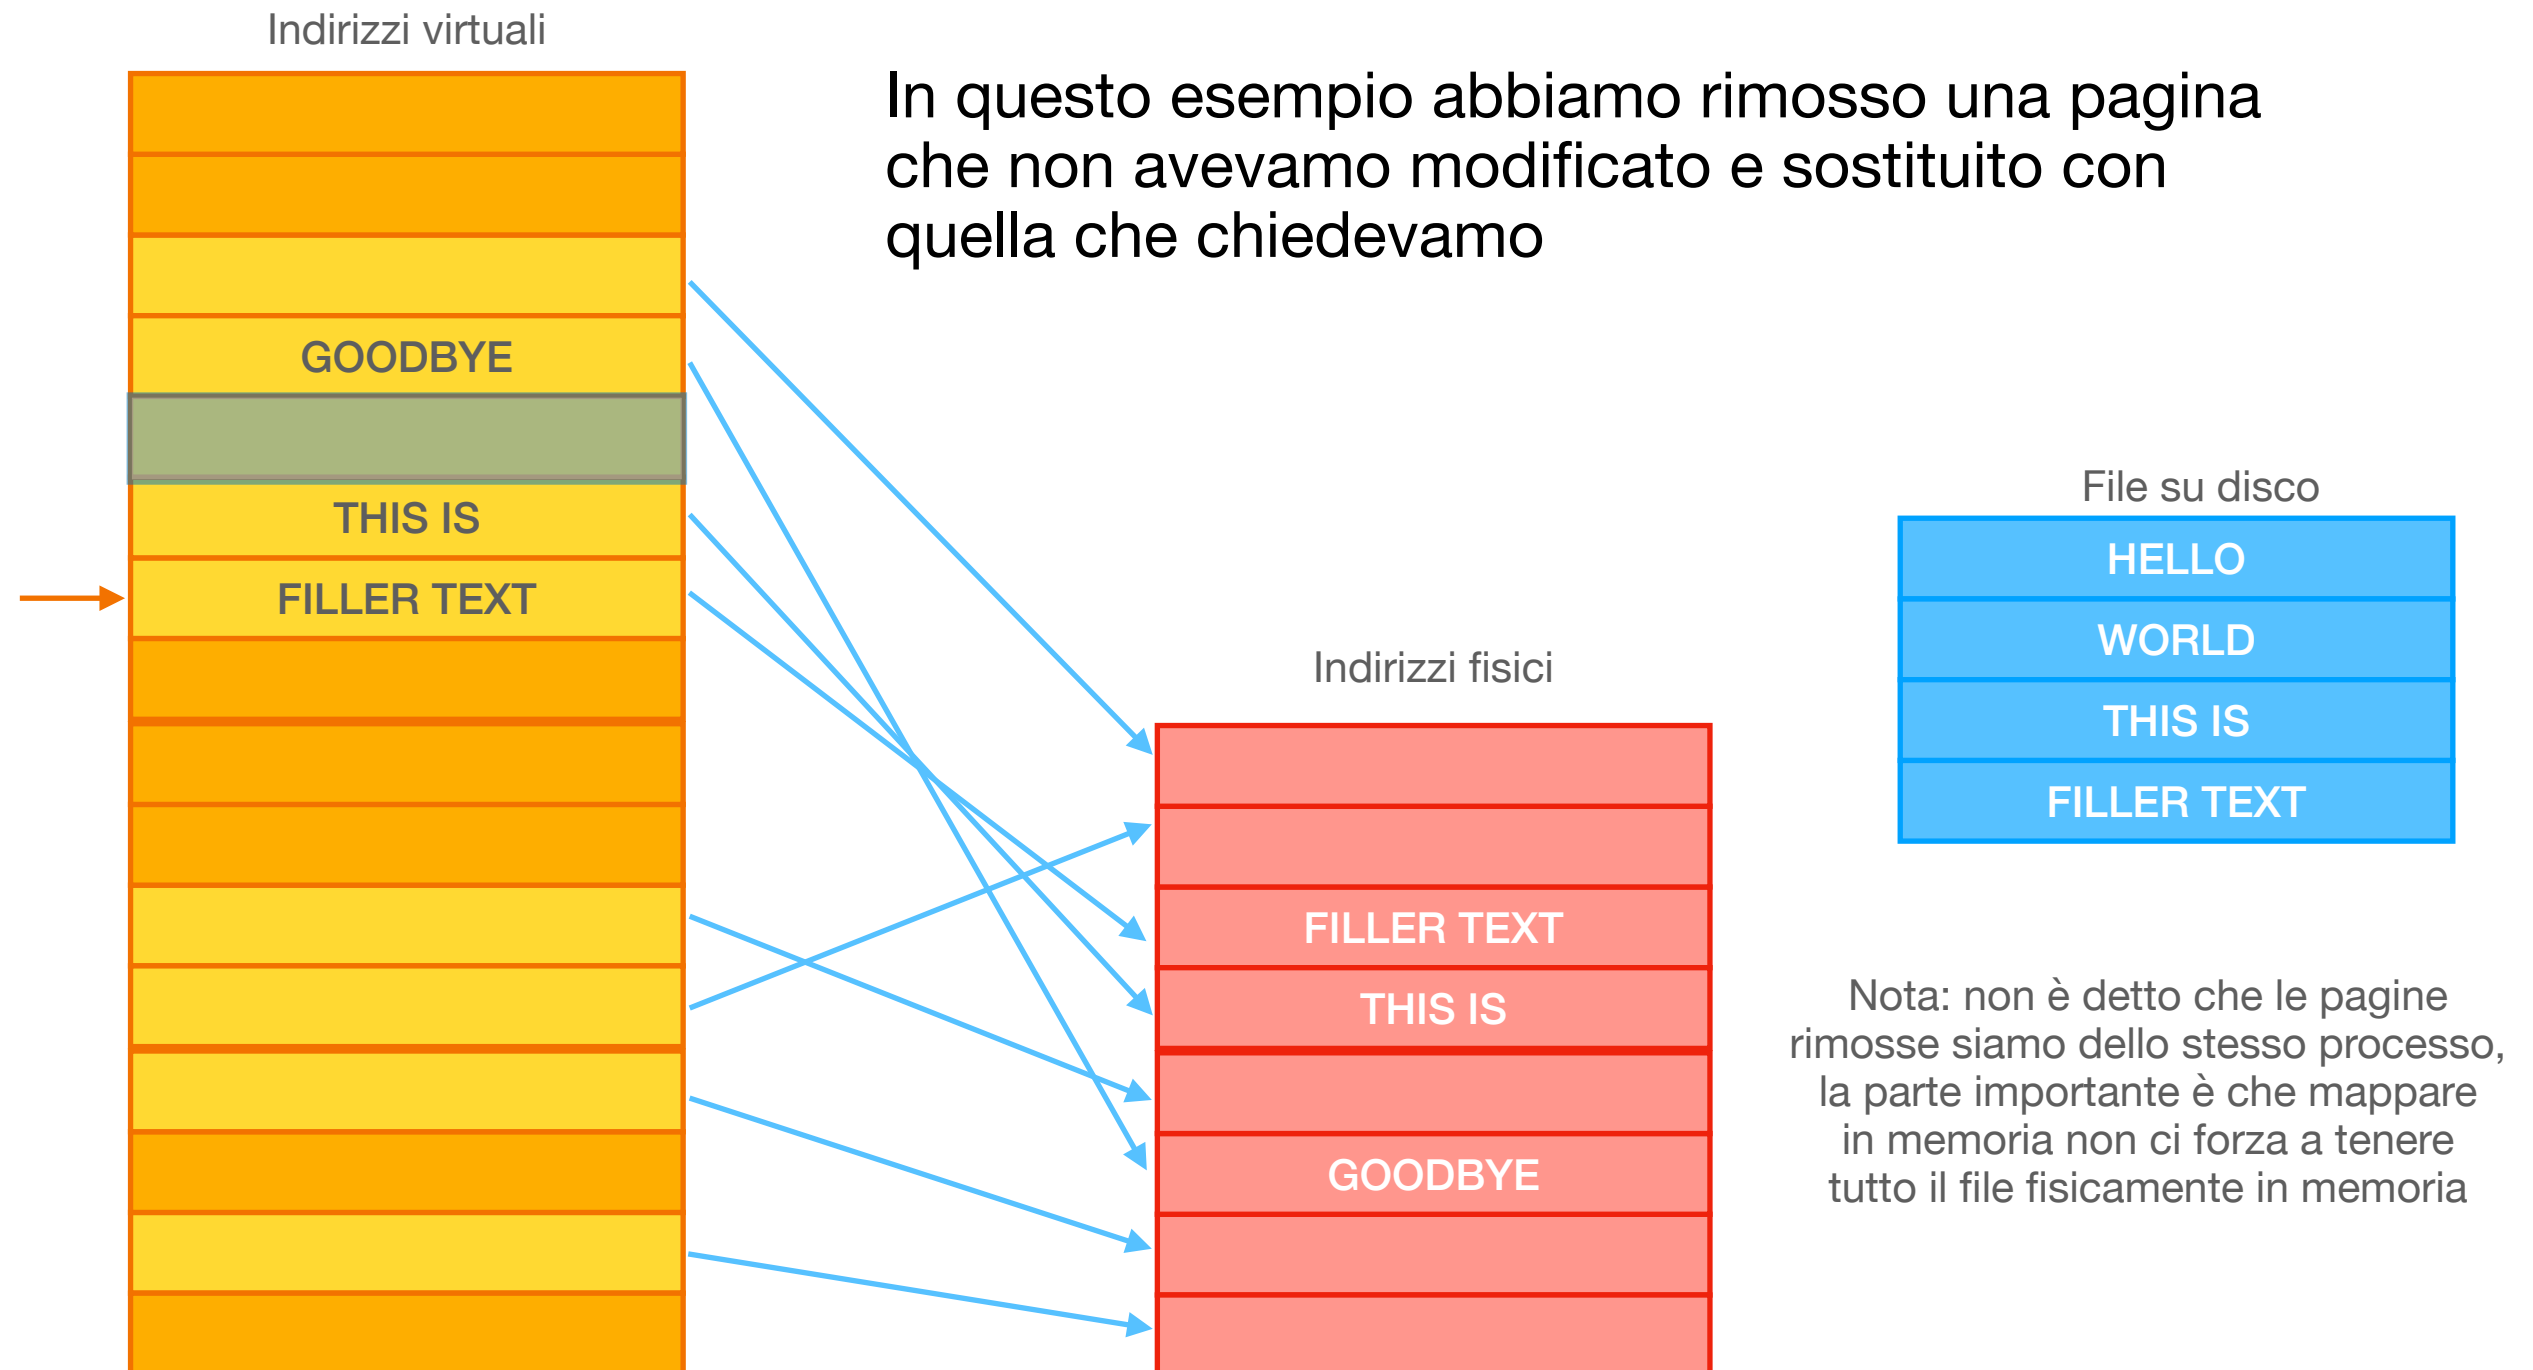 Indirizzi virtuali
In questo esempio abbiamo rimosso una pagina
che non avevamo modificato e sostituito con
quella che chiedevamo
GOODBYE
THIS IS
FILLER TEXT
Indirizzi fisici
FILLER TEXT
THIS IS
GOODBYE
File su disco
HELLO
WORLD
THIS IS
FILLER TEXT
Nota: non è detto che le pagine
rimosse siamo dello stesso processo,
la parte importante è che mappare
in memoria non ci forza a tenere
tutto il file fisicamente in memoria